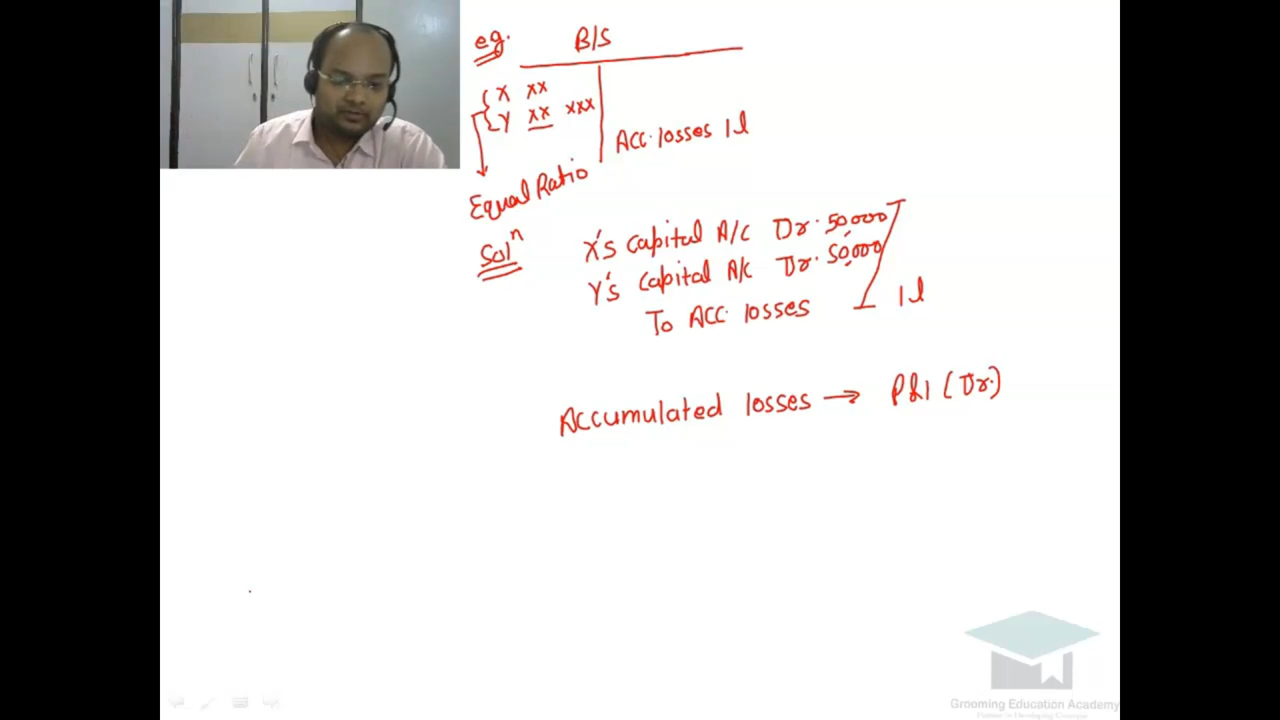 e.g. B/S
X xx
Y xx xxx
Acc. losses 1l
Equal Ratio
Solⁿ
X's Capital A/C Dr. 50,000
Y's Capital A/C Dr. 50,000
To Acc. losses 1l
Accumulated losses → P&l (Dr.)
Grooming Education Academy